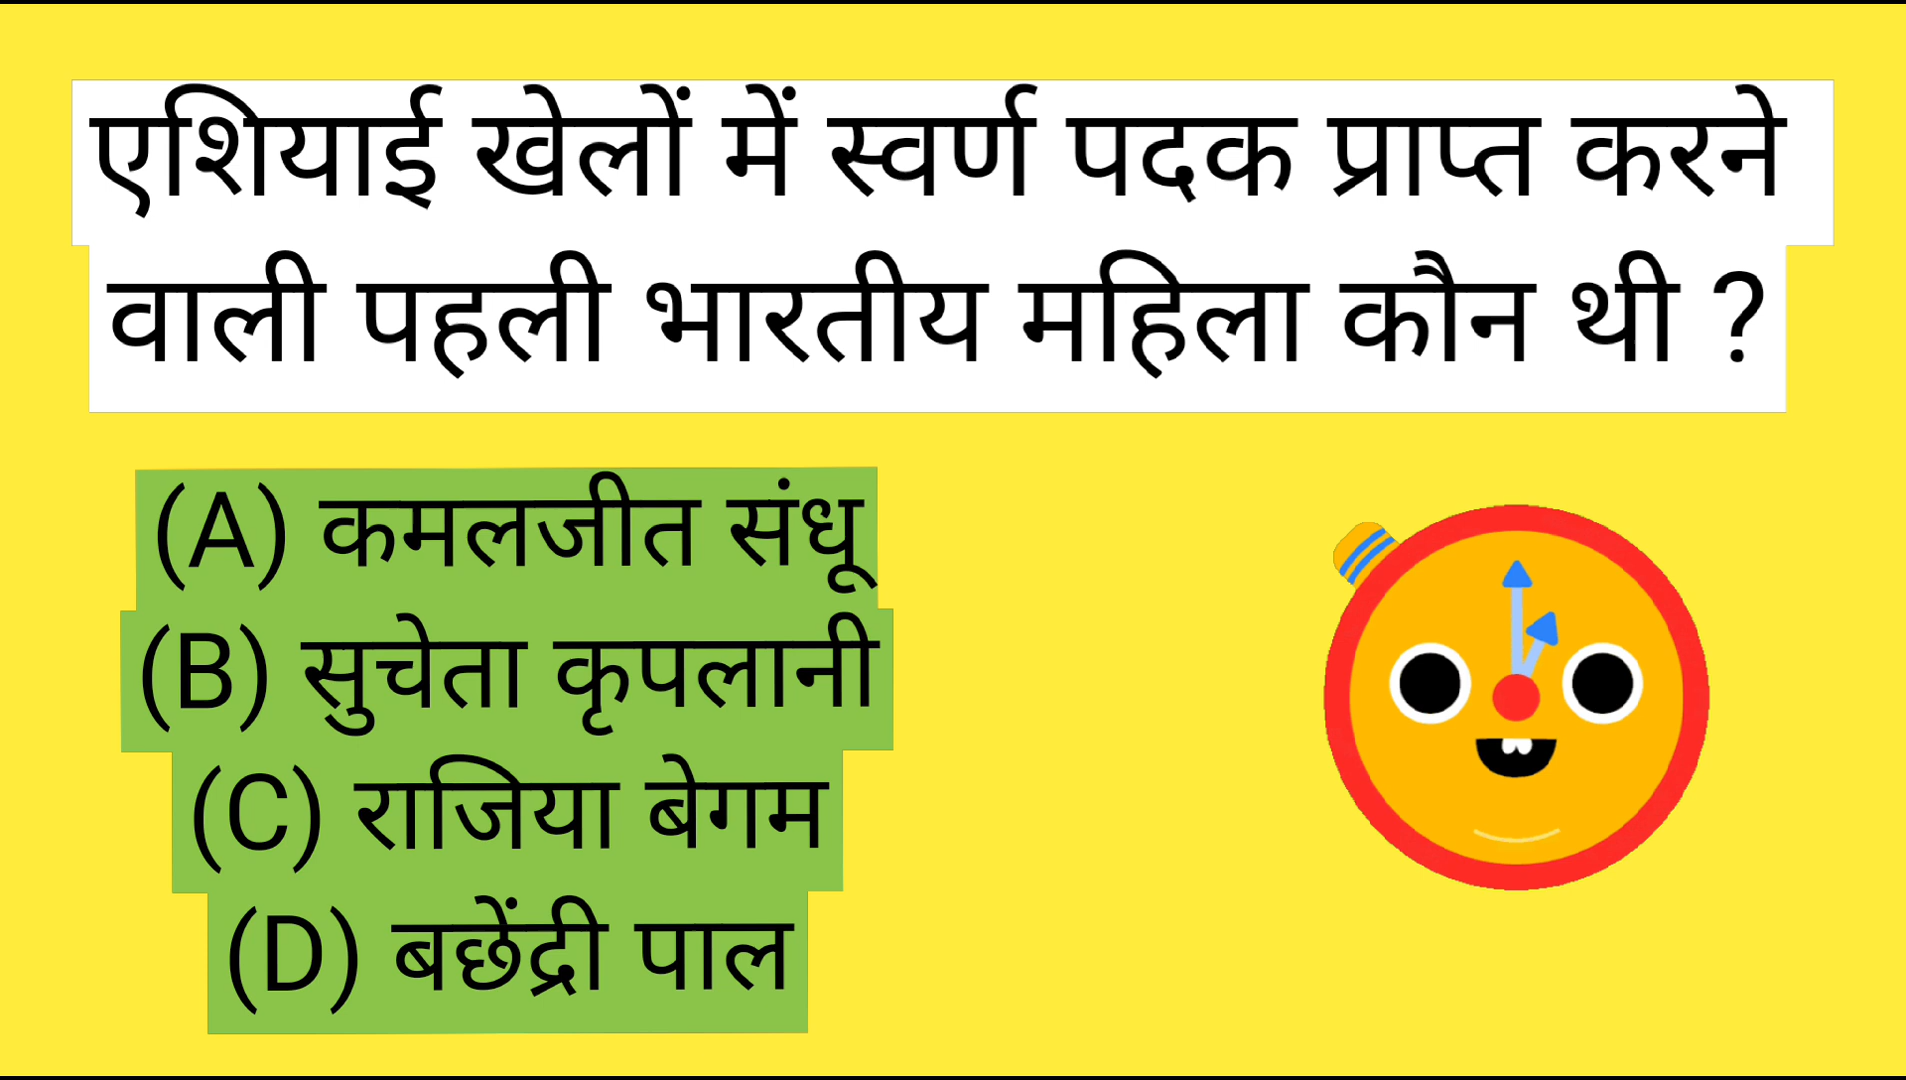 एशियाई खेलों में स्वर्ण पदक प्राप्त करने
वाली पहली भारतीय महिला कौन थी ?
(A) कमलजीत संधू
(B) सुचेता कृपलानी
(C) राजिया बेगम
(D) बछेंद्री पाल